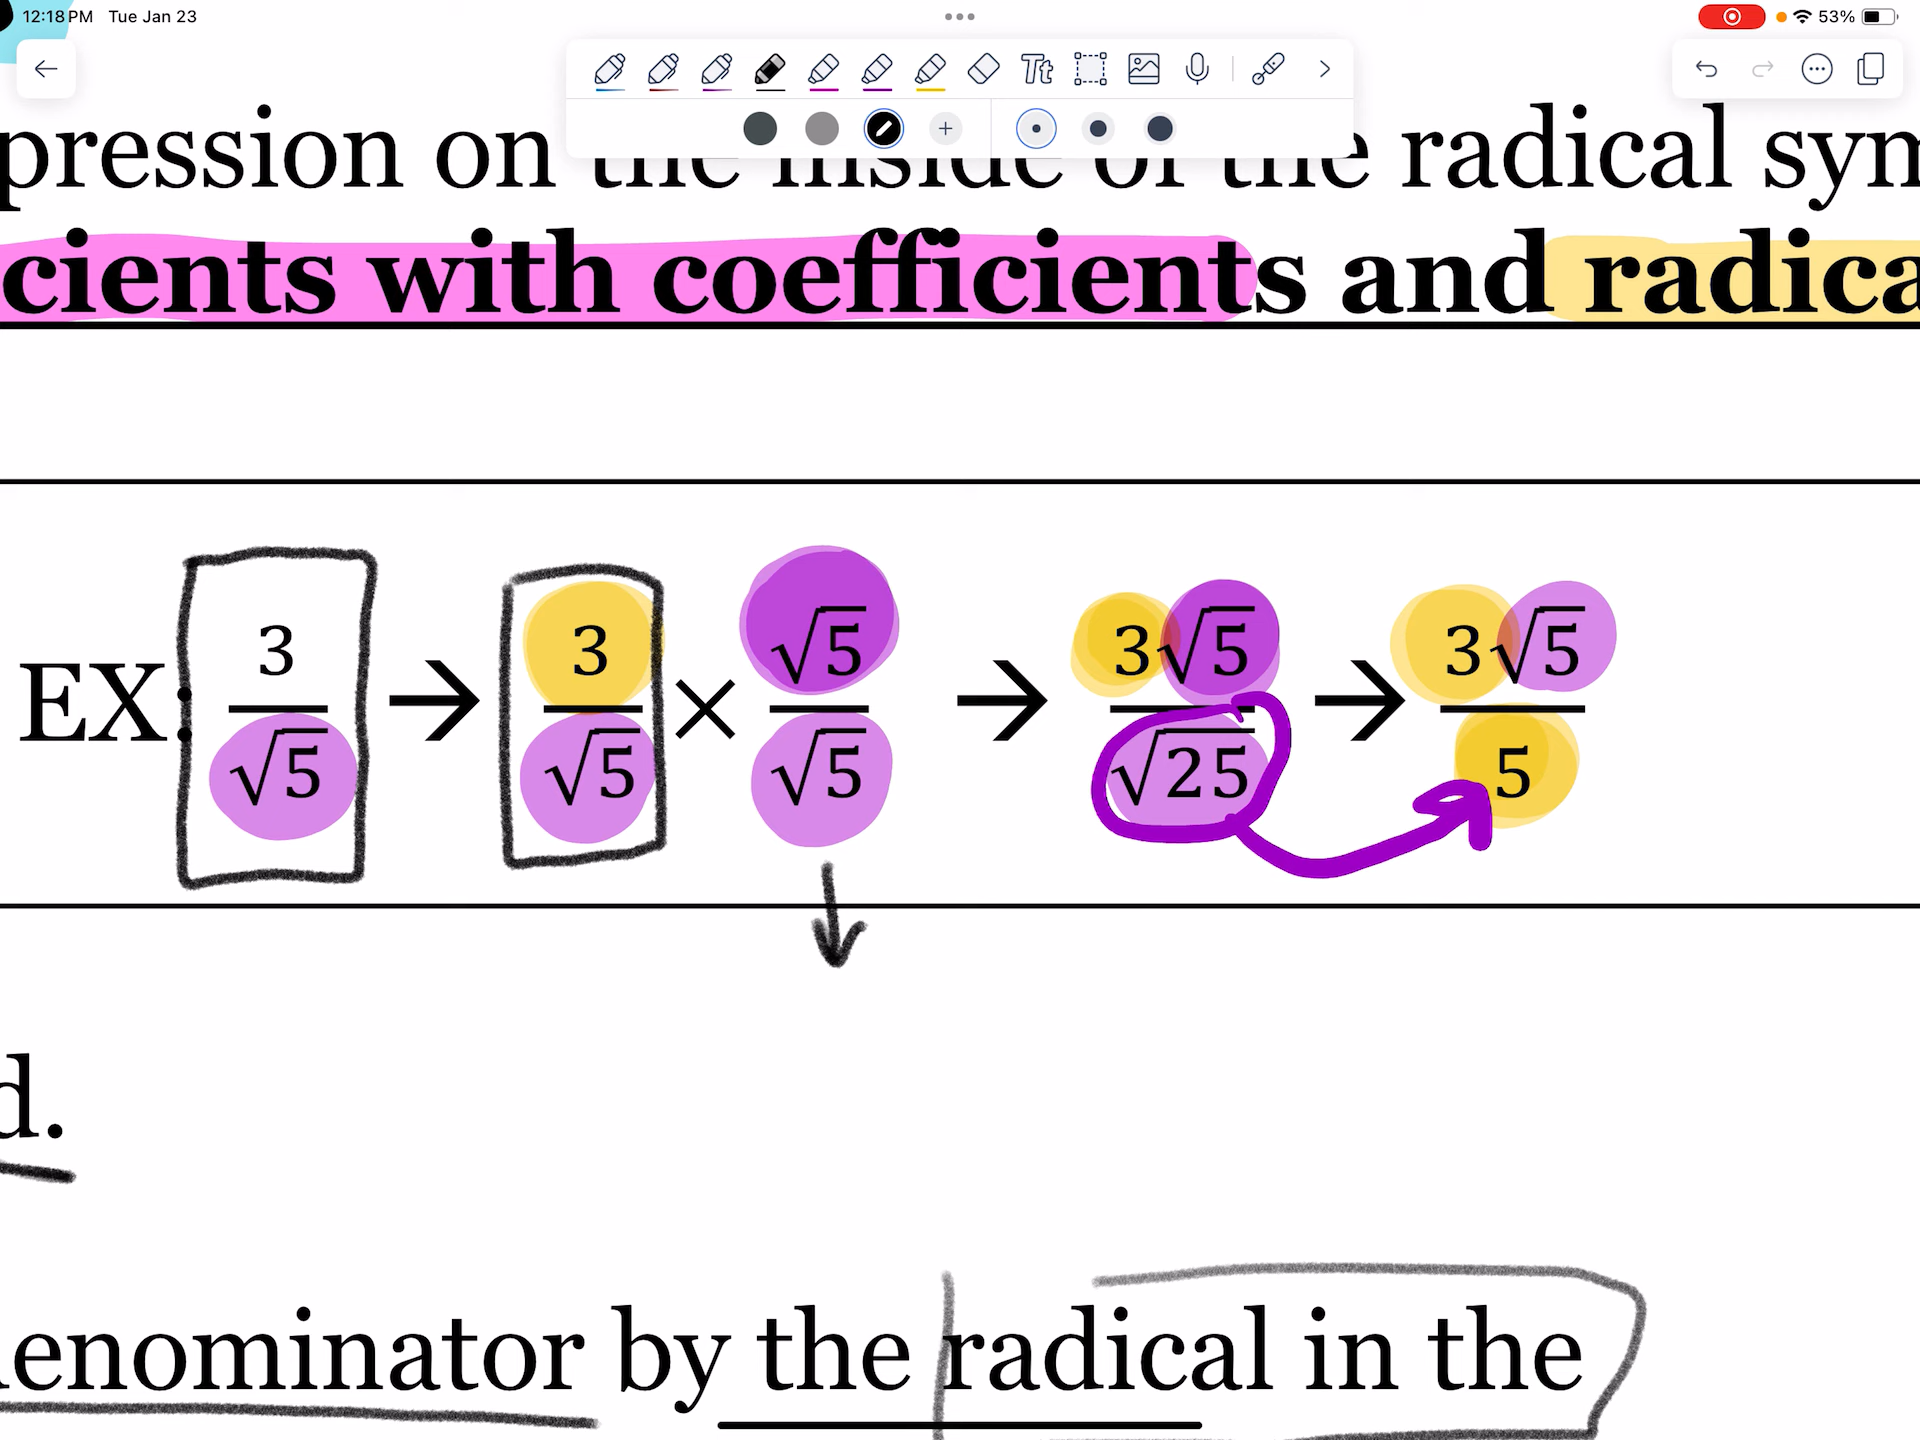 12:18 PM Tue Jan 23
53%
Tt
pression on the inside of the radical sym
cients with coefficients and radica
EX: 3/√5 → 3/√5 × √5/√5 → 3√5/√25 → 3√5/5
d.
enominator by the radical in the